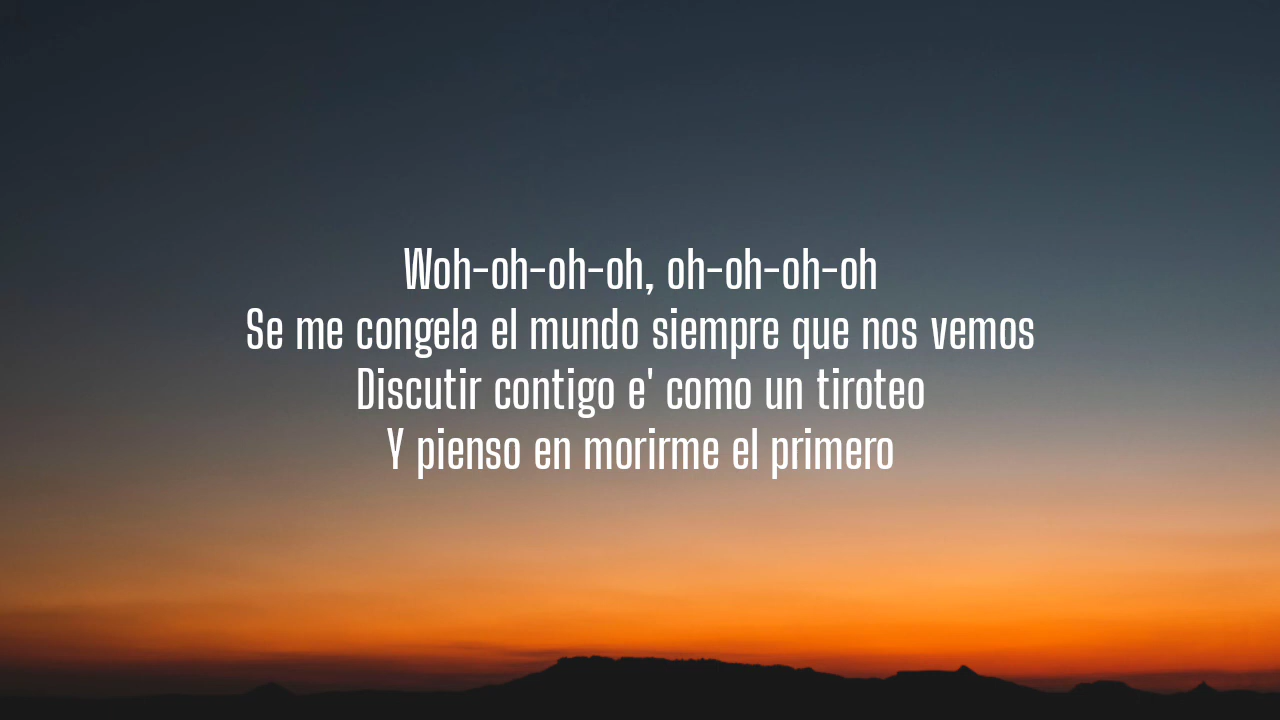 Woh-oh-oh-oh, oh-oh-oh-oh
Se me congela el mundo siempre que nos vemos
Discutir contigo e' como un tiroteo
Y pienso en morirme el primero